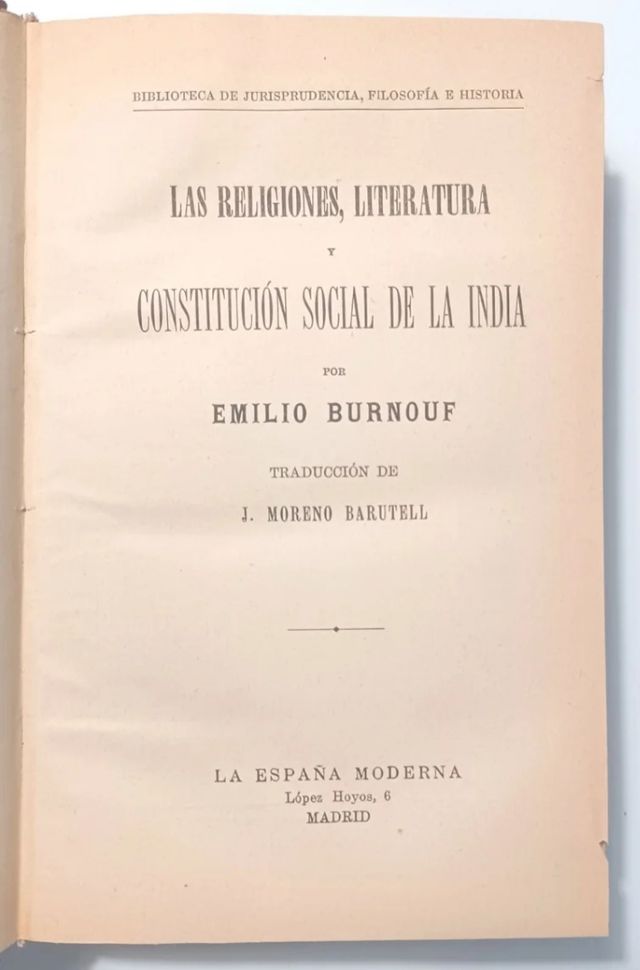 BIBLIOTECA DE JURISPRUDENCIA, FILOSOFÍA E HISTORIA
LAS RELIGIONES, LITERATURA
Y
CONSTITUCIÓN SOCIAL DE LA INDIA
POR
EMILIO BURNOUF
TRADUCCIÓN DE
J. MORENO BARUTELL
LA ESPAÑA MODERNA
López Hoyos, 6
MADRID